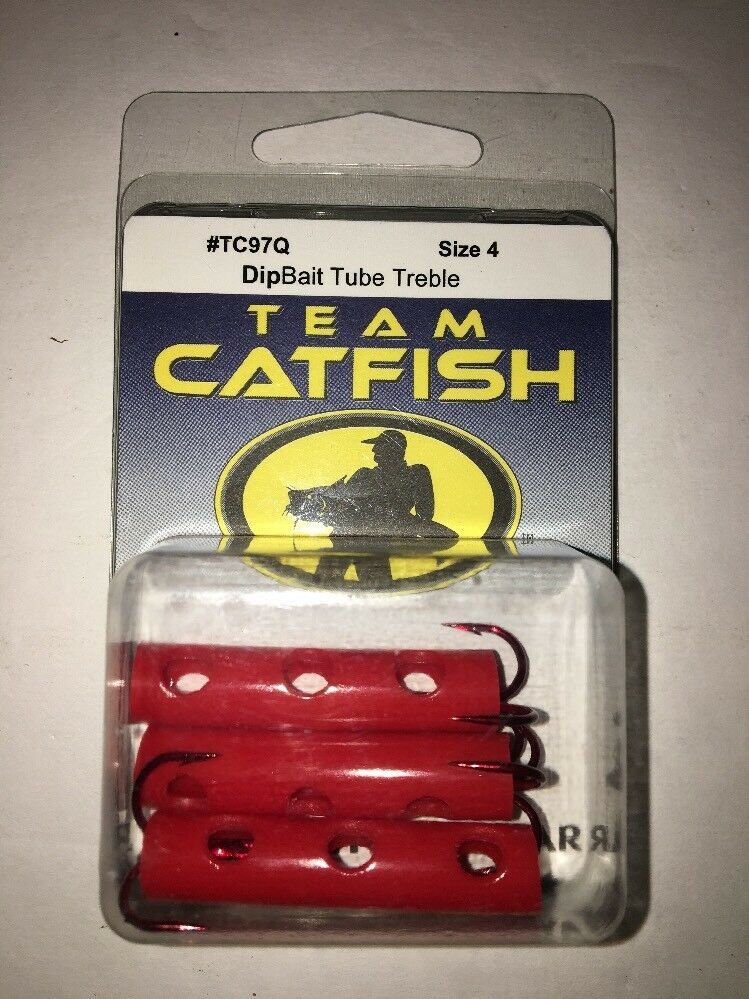 #TC97Q Size 4
DipBait Tube Treble
TEAM
CATFISH